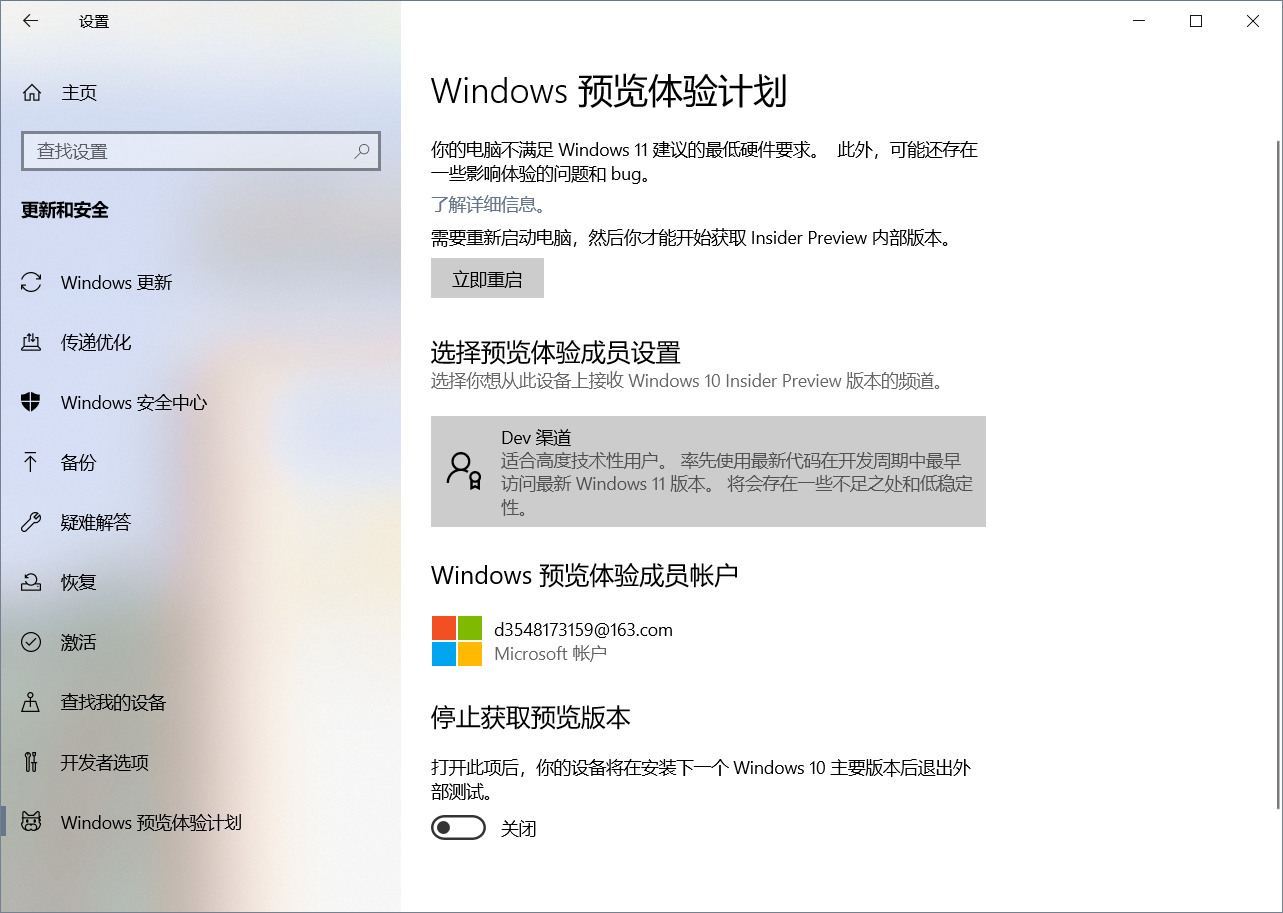 设置
主页
查找设置
更新和安全
Windows 更新
传递优化
Windows 安全中心
备份
疑难解答
恢复
激活
查找我的设备
开发者选项
Windows 预览体验计划
Windows 预览体验计划
你的电脑不满足 Windows 11 建议的最低硬件要求。 此外，可能还存在
一些影响体验的问题和 bug。
了解详细信息。
需要重新启动电脑，然后你才能开始获取 Insider Preview 内部版本。
立即重启
选择预览体验成员设置
选择你想从此设备上接收 Windows 10 Insider Preview 版本的频道。
Dev 渠道
适合高度技术性用户。 率先使用最新代码在开发周期中最早
访问最新 Windows 11 版本。 将会存在一些不足之处和低稳定
性。
Windows 预览体验成员帐户
d3548173159@163.com
Microsoft 帐户
停止获取预览版本
打开此项后，你的设备将在安装下一个 Windows 10 主要版本后退出外
部测试。
关闭